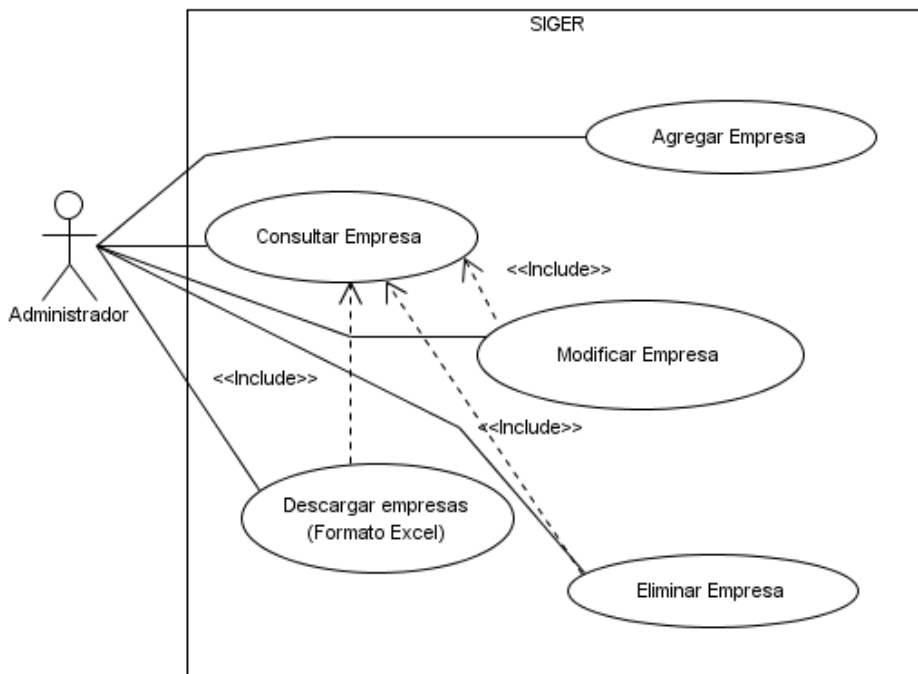 SIGER
Agregar Empresa
Consultar Empresa
<<Include>>
Administrador
Modificar Empresa
<<Include>>
<<Include>>
Descargar empresas
(Formato Excel)
Eliminar Empresa